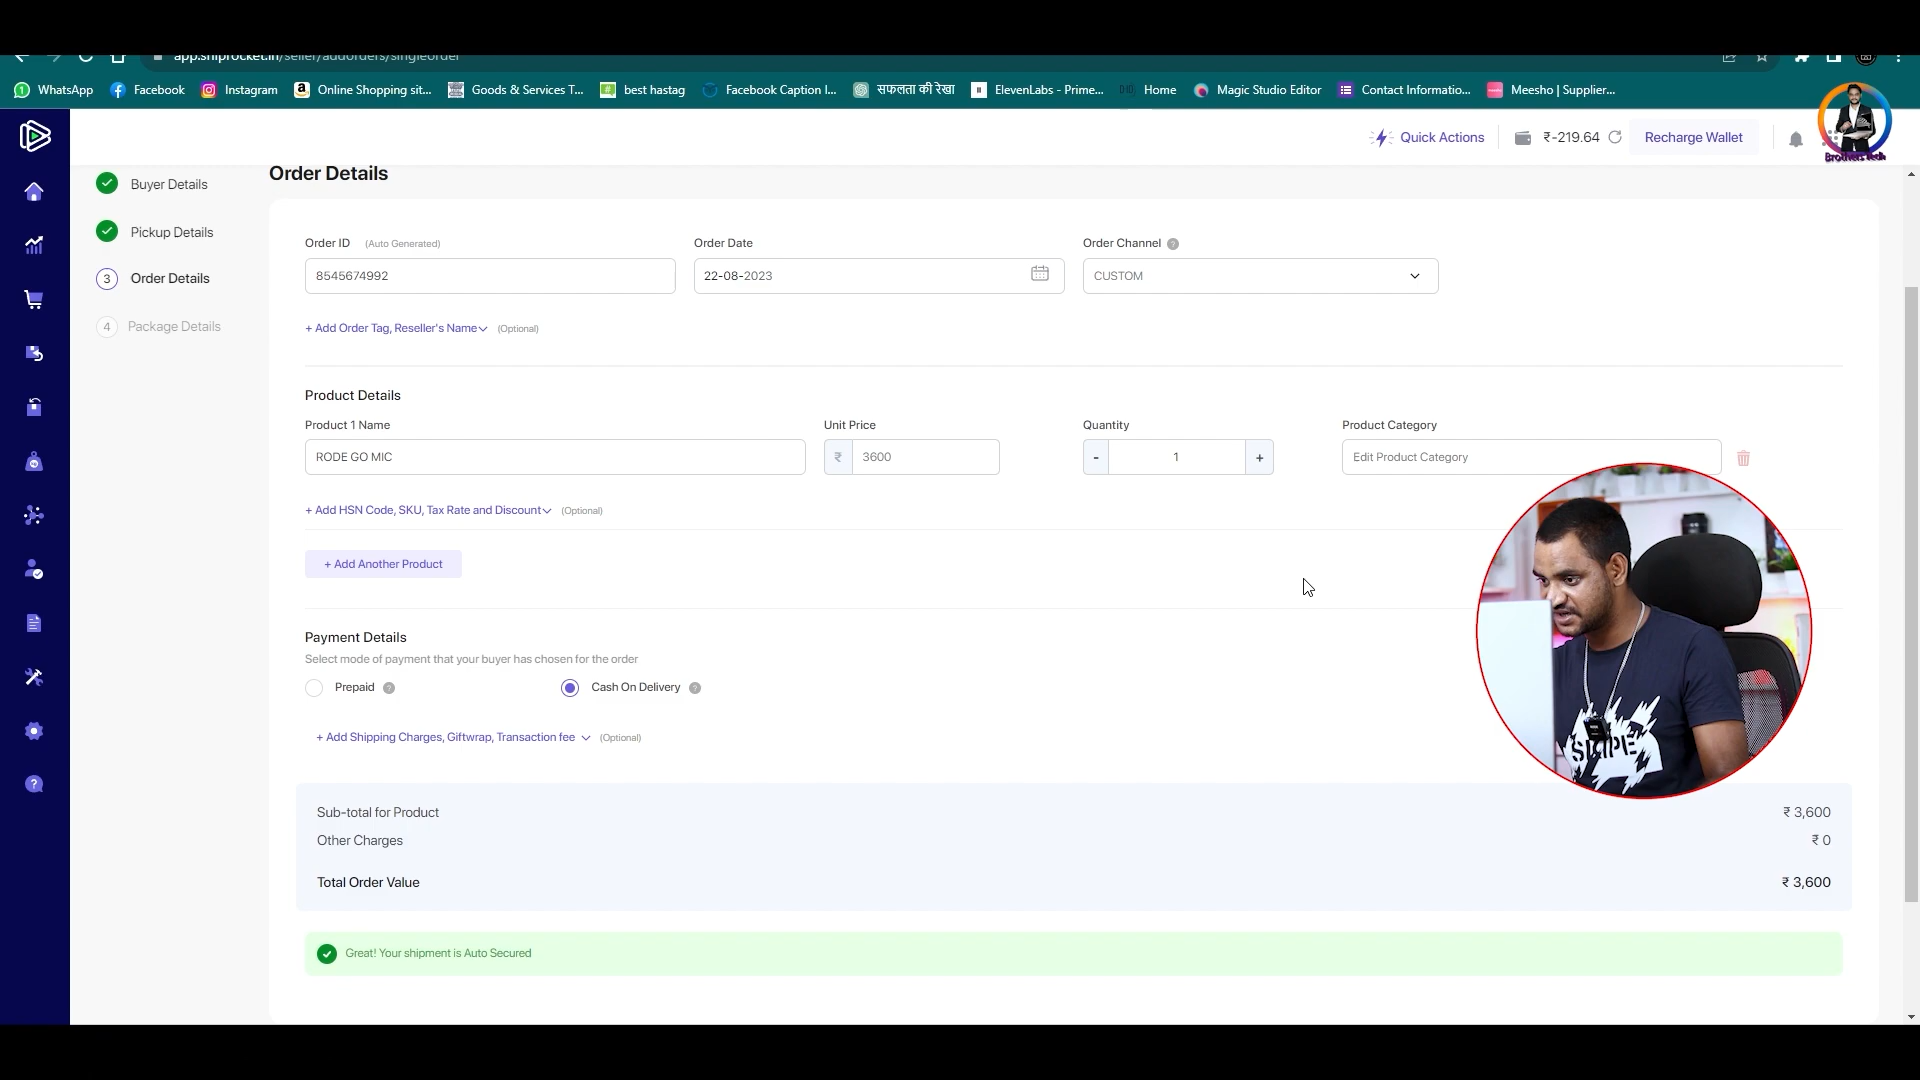 app.shiprocket.in/seller/addorders/singleorder
WhatsApp Facebook Instagram Online Shopping sit... Goods & Services T... best hastag Facebook Caption I... सफलता की रेखा ElevenLabs - Prime... Home Magic Studio Editor Contact Informatio... Meesho | Supplier...
Quick Actions ₹-219.64 Recharge Wallet
Brothers Tech
Buyer Details
Pickup Details
3 Order Details
4 Package Details
Order Details
Order ID (Auto Generated) Order Date Order Channel ?
8545674992 22-08-2023 CUSTOM
+ Add Order Tag, Reseller's Name (Optional)
Product Details
Product 1 Name Unit Price Quantity Product Category
RODE GO MIC ₹ 3600 - 1 + Edit Product Category
+ Add HSN Code, SKU, Tax Rate and Discount (Optional)
+ Add Another Product
Payment Details
Select mode of payment that your buyer has chosen for the order
Prepaid ? Cash On Delivery ?
+ Add Shipping Charges, Giftwrap, Transaction fee (Optional)
Sub-total for Product ₹ 3,600
Other Charges ₹ 0
Total Order Value ₹ 3,600
Great! Your shipment is Auto Secured